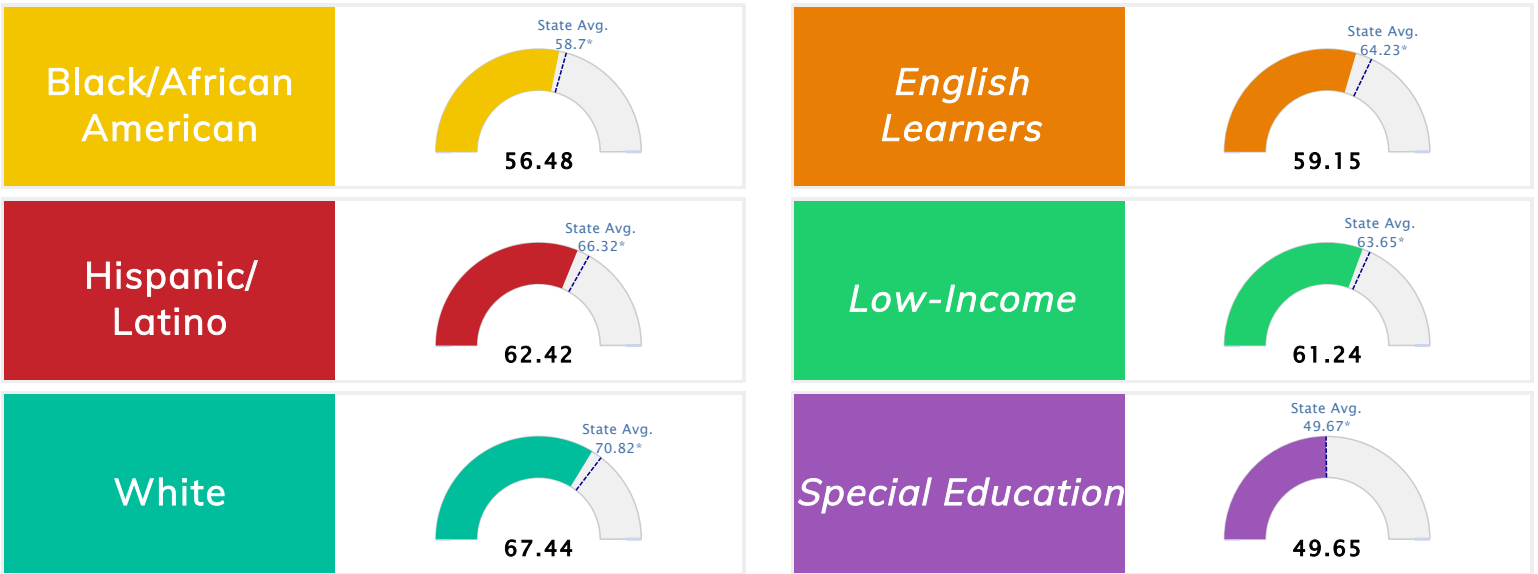 Black/African
American
State Avg.
58.7*
56.48
English
Learners
State Avg.
64.23*
59.15
Hispanic/
Latino
State Avg.
66.32*
62.42
Low-Income
State Avg.
63.65*
61.24
White
State Avg.
70.82*
67.44
Special Education
State Avg.
49.67*
49.65